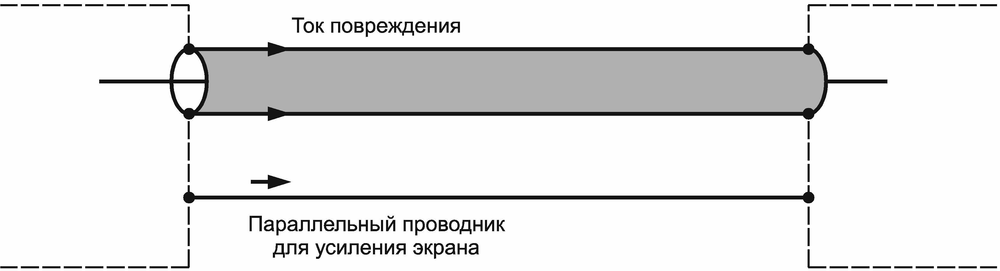 Ток повреждения
Параллельный проводник
для усиления экрана